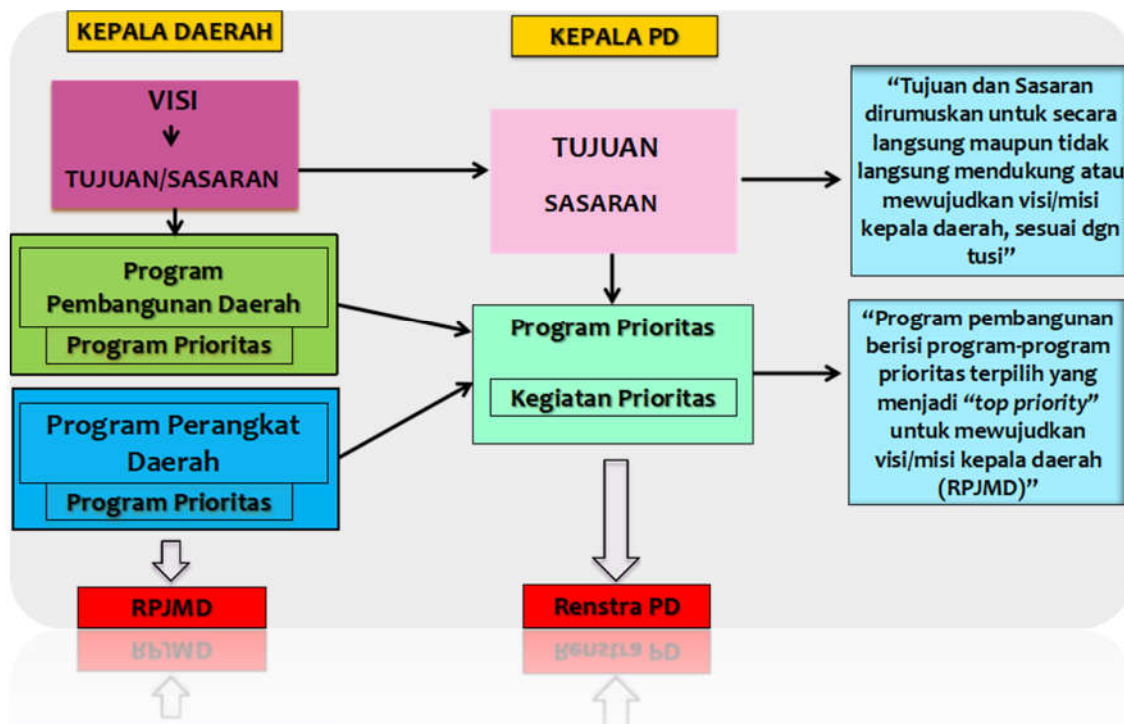 KEPALA DAERAH
VISI
TUJUAN/SASARAN
Program
Pembangunan Daerah
Program Prioritas
Program Perangkat
Daerah
Program Prioritas
RPJMD
KEPALA PD
TUJUAN
SASARAN
Program Prioritas
Kegiatan Prioritas
Renstra PD
“Tujuan dan Sasaran
dirumuskan untuk secara
langsung maupun tidak
langsung mendukung atau
mewujudkan visi/misi
kepala daerah, sesuai dgn
tusi”
“Program pembangunan
berisi program-program
prioritas terpilih yang
menjadi “top priority”
untuk mewujudkan
visi/misi kepala daerah
(RPJMD)”